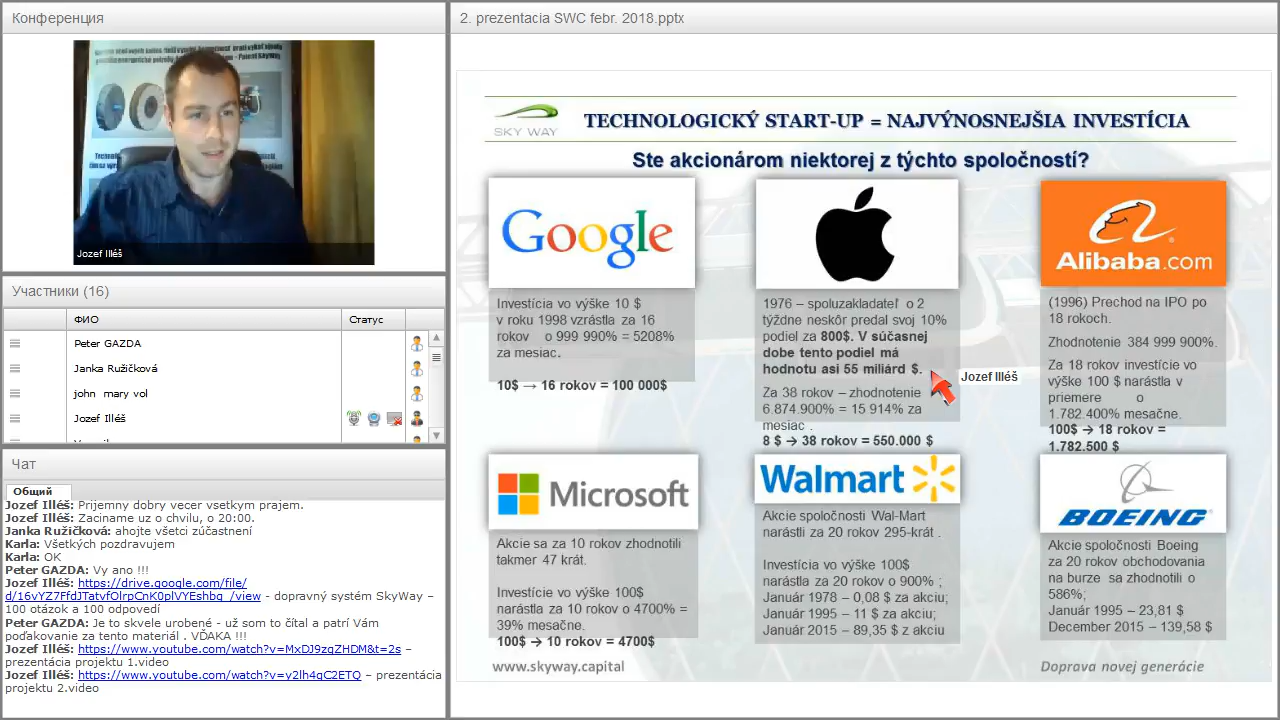 Конференция
Jozef Illéš
Участники (16)
ФИО
Статус
Peter GAZDA
Janka Ružičková
john mary vol
Jozef Illéš
Чат
Общий
Jozef Illéš: Prijemny dobry vecer vsetkym prajem.
Jozef Illéš: Zaciname uz o chvilu, o 20:00.
Janka Ružičková: ahojte všetci zúčastnení
Karla: Všetkých pozdravujem
Karla: OK
Peter GAZDA: Vy ano !!!
Jozef Illéš: https://drive.google.com/file/
d/16vYZ7FfdJTatvfOlrpCnK0plVYEshbq_/view - dopravný systém SkyWay –
100 otázok a 100 odpovedí
Peter GAZDA: Je to skvele urobené - už som to čítal a patrí Vám
poďakovanie za tento materiál . VĎAKA !!!
Jozef Illéš: https://www.youtube.com/watch?v=MxDJ9zgZHDM&t=2s –
prezentácia projektu 1.video
Jozef Illéš: https://www.youtube.com/watch?v=y2lh4gC2ETQ – prezentácia
projektu 2.video
2. prezentacia SWC febr. 2018.pptx
SKY WAY
TECHNOLOGICKÝ START-UP = NAJVÝNOSNEJŠIA INVESTÍCIA
Ste akcionárom niektorej z týchto spoločností?
Google
Investícia vo výške 10 $
v roku 1998 vzrástla za 16
rokov o 999 990% = 5208%
za mesiac.
10$ → 16 rokov = 100 000$
1976 – spoluzakladateľ o 2
týždne neskôr predal svoj 10%
podiel za 800$. V súčasnej
dobe tento podiel má
hodnotu asi 55 miliárd $.
Za 38 rokov – zhodnotenie
6.874.900% = 15 914% za
mesiac .
8 $ → 38 rokov = 550.000 $
Jozef Illéš
Alibaba.com
(1996) Prechod na IPO po
18 rokoch.
Zhodnotenie 384 999 900%.
Za 18 rokov investície vo
výške 100 $ narástla v
priemere o
1.782.400% mesačne.
100$ → 18 rokov =
1.782.500 $
Microsoft
Akcie sa za 10 rokov zhodnotili
takmer 47 krát.
Investície vo výške 100$
narástla za 10 rokov o 4700% =
39% mesačne.
100$ → 10 rokov = 4700$
Walmart
Akcie spoločnosti Wal-Mart
narástli za 20 rokov 295-krát .
Investícia vo výške 100$
narástla za 20 rokov o 900% ;
Január 1978 – 0,08 $ za akciu;
Január 1995 – 11 $ za akciu;
Január 2015 – 89,35 $ z akciu
BOEING
Akcie spoločnosti Boeing
za 20 rokov obchodovania
na burze sa zhodnotili o
586%;
Január 1995 – 23,81 $
December 2015 – 139,58 $
www.skyway.capital
Doprava novej generácie